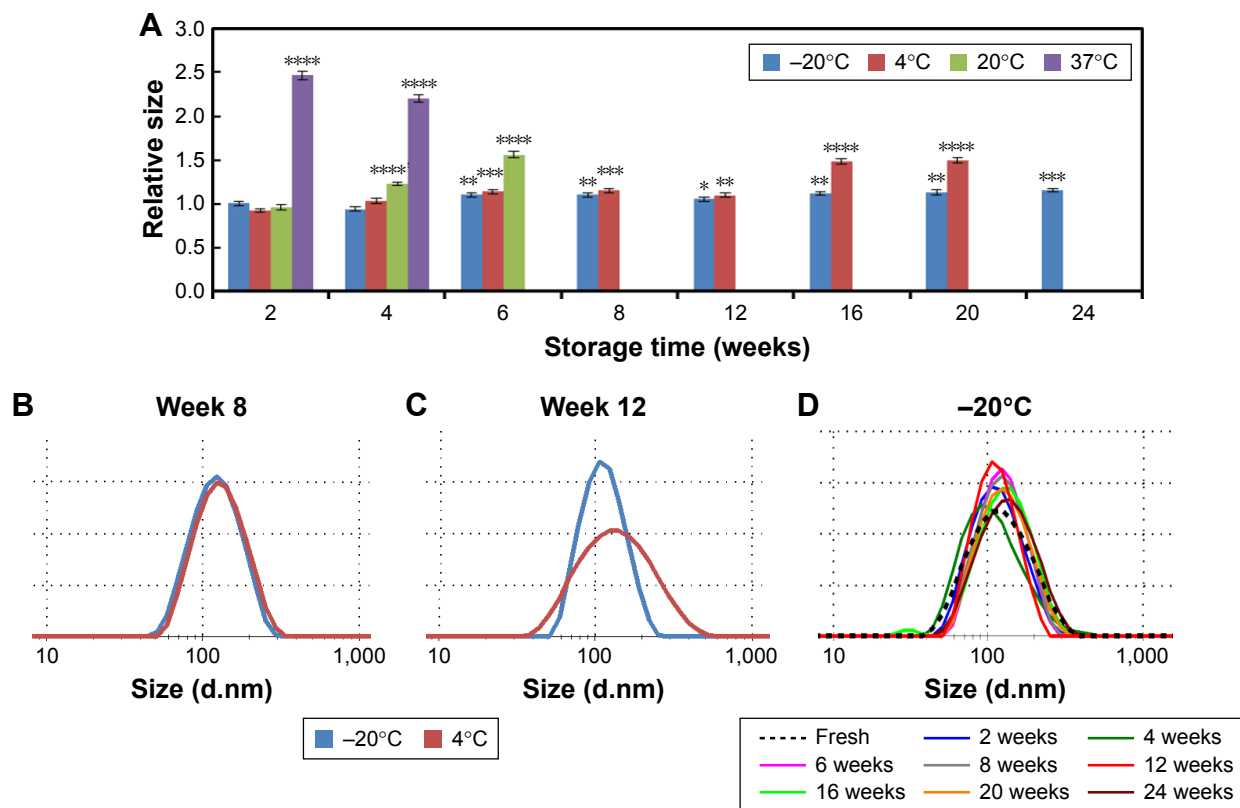 A
3.0
2.5
2.0
1.5
1.0
0.5
0.0
Relative size
–20°C 4°C 20°C 37°C
****
**** ****
** *** ****
** ***
* **
** ****
** ****
***
2 4 6 8 12 16 20 24
Storage time (weeks)
B Week 8
10 100 1,000
Size (d.nm)
C Week 12
10 100 1,000
Size (d.nm)
–20°C 4°C
D –20°C
10 100 1,000
Size (d.nm)
Fresh 2 weeks 4 weeks
6 weeks 8 weeks 12 weeks
16 weeks 20 weeks 24 weeks